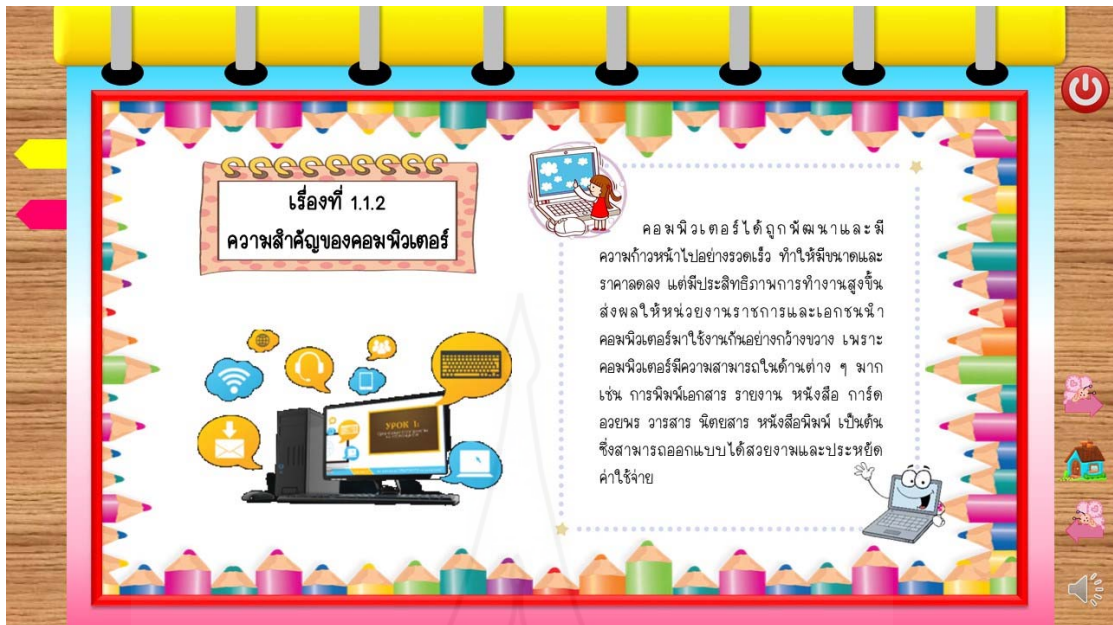 เรื่องที่ 1.1.2
ความสำคัญของคอมพิวเตอร์
คอมพิวเตอร์ได้ถูกพัฒนาและมี
ความก้าวหน้าไปอย่างรวดเร็ว ทำให้มีขนาดและ
ราคาลดลง แต่มีประสิทธิภาพการทำงานสูงขึ้น
ส่งผลให้หน่วยงานราชการและเอกชนนำ
คอมพิวเตอร์มาใช้งานกันอย่างกว้างขวาง เพราะ
คอมพิวเตอร์มีความสามารถในด้านต่าง ๆ มาก
เช่น การพิมพ์เอกสาร รายงาน หนังสือ การ์ด
อวยพร วารสาร นิตยสาร หนังสือพิมพ์ เป็นต้น
ซึ่งสามารถออกแบบได้สวยงามและประหยัด
ค่าใช้จ่าย
УРОК 1: